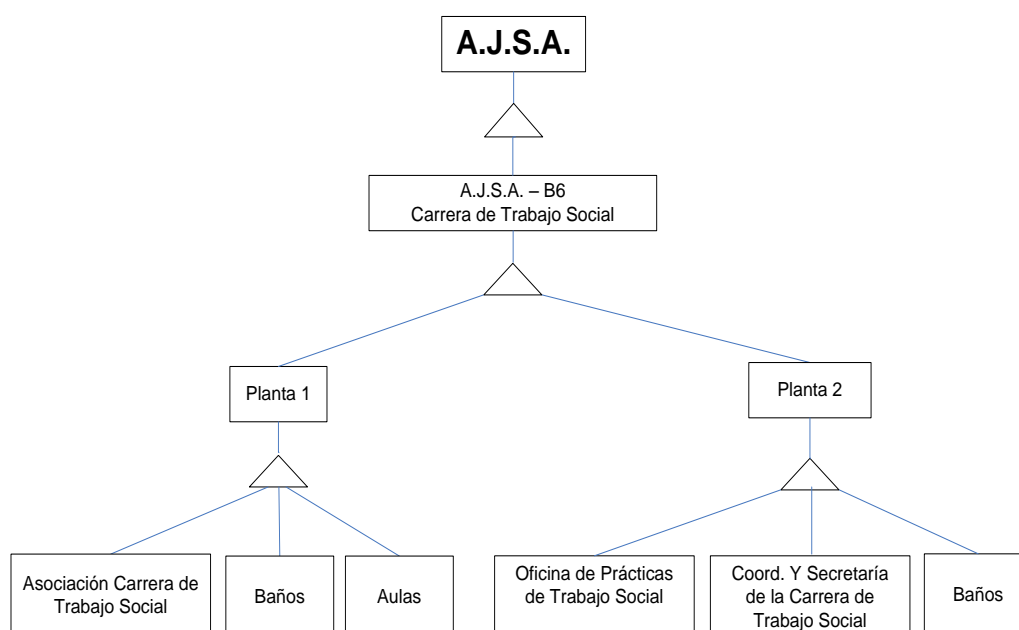 A.J.S.A.
A.J.S.A. – B6
Carrera de Trabajo Social
Planta 1
Planta 2
Asociación Carrera de
Trabajo Social
Baños
Aulas
Oficina de Prácticas
de Trabajo Social
Coord. Y Secretaría
de la Carrera de
Trabajo Social
Baños